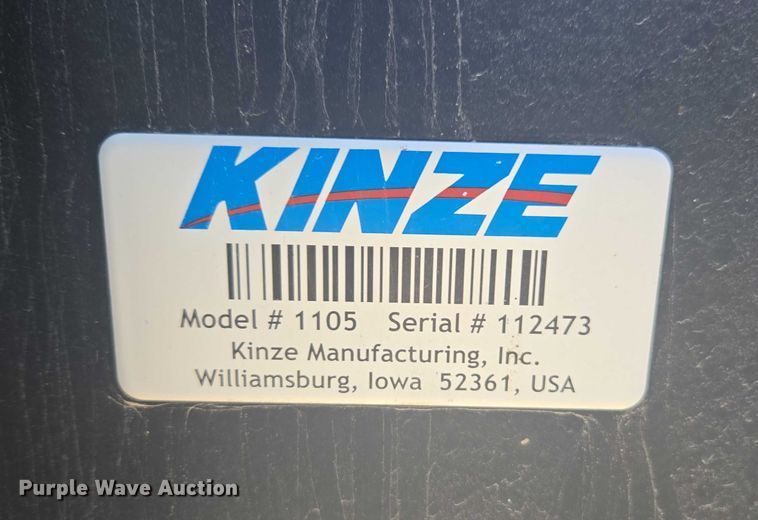 KINZE
Model # 1105 Serial # 112473
Kinze Manufacturing, Inc.
Williamsburg, Iowa 52361, USA
Purple Wave Auction